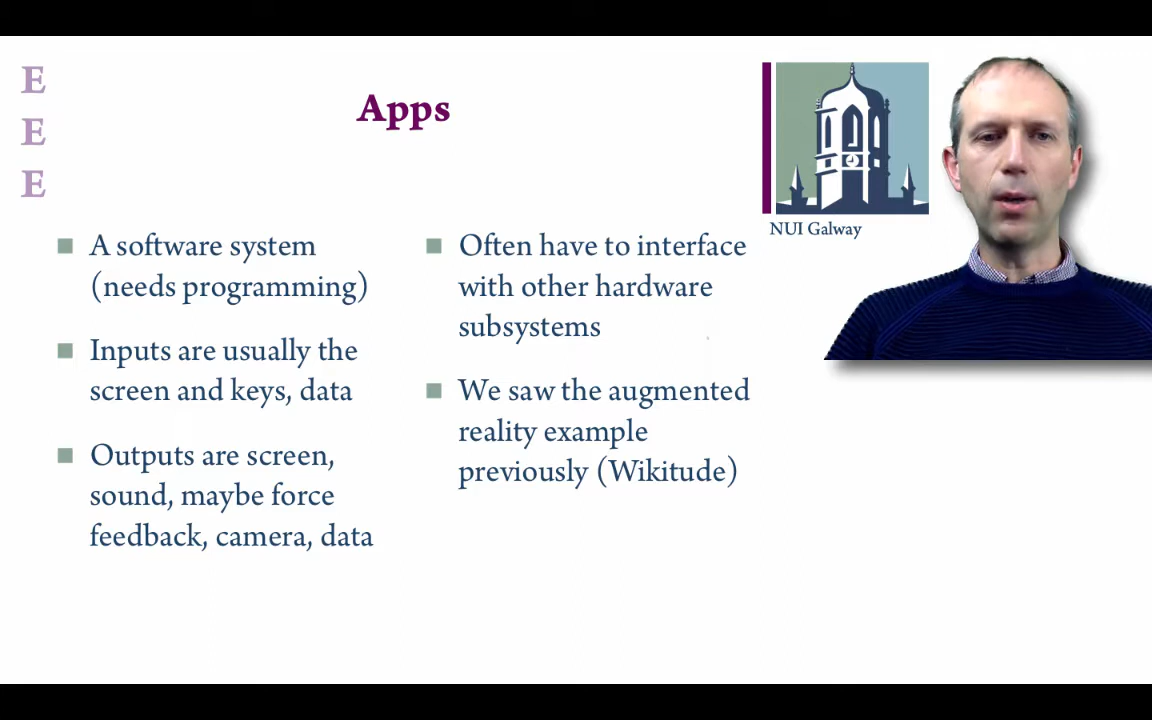 E
E
E
Apps
NUI Galway
A software system
(needs programming)
Inputs are usually the
screen and keys, data
Outputs are screen,
sound, maybe force
feedback, camera, data
Often have to interface
with other hardware
subsystems
We saw the augmented
reality example
previously (Wikitude)